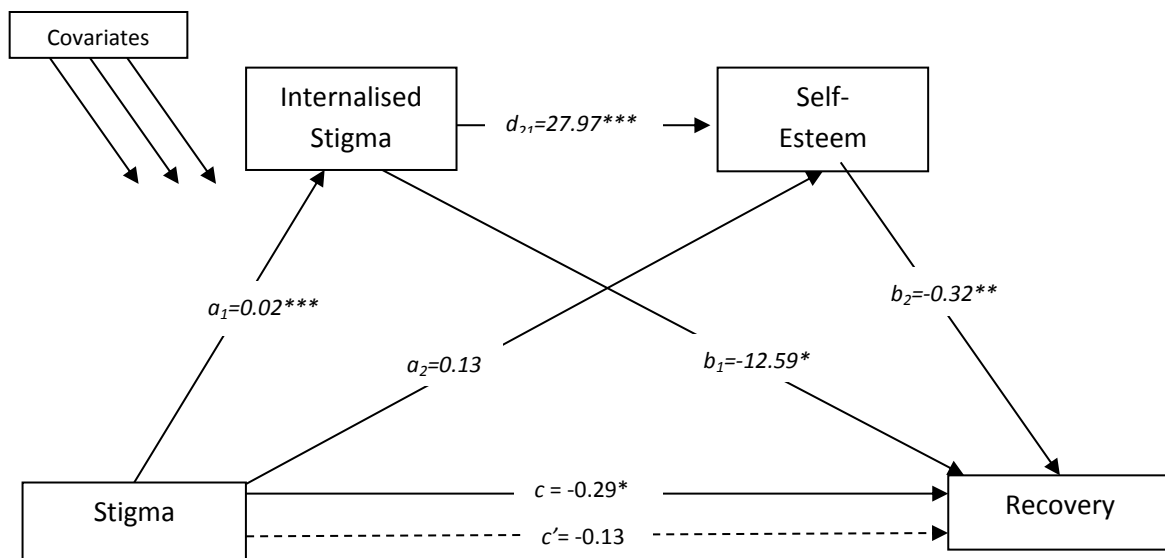 Covariates
Internalised
Stigma
d21=27.97***
Self-
Esteem
a1=0.02***
b2=-0.32**
a2=0.13
b1=-12.59*
Stigma
c = -0.29*
c’= -0.13
Recovery